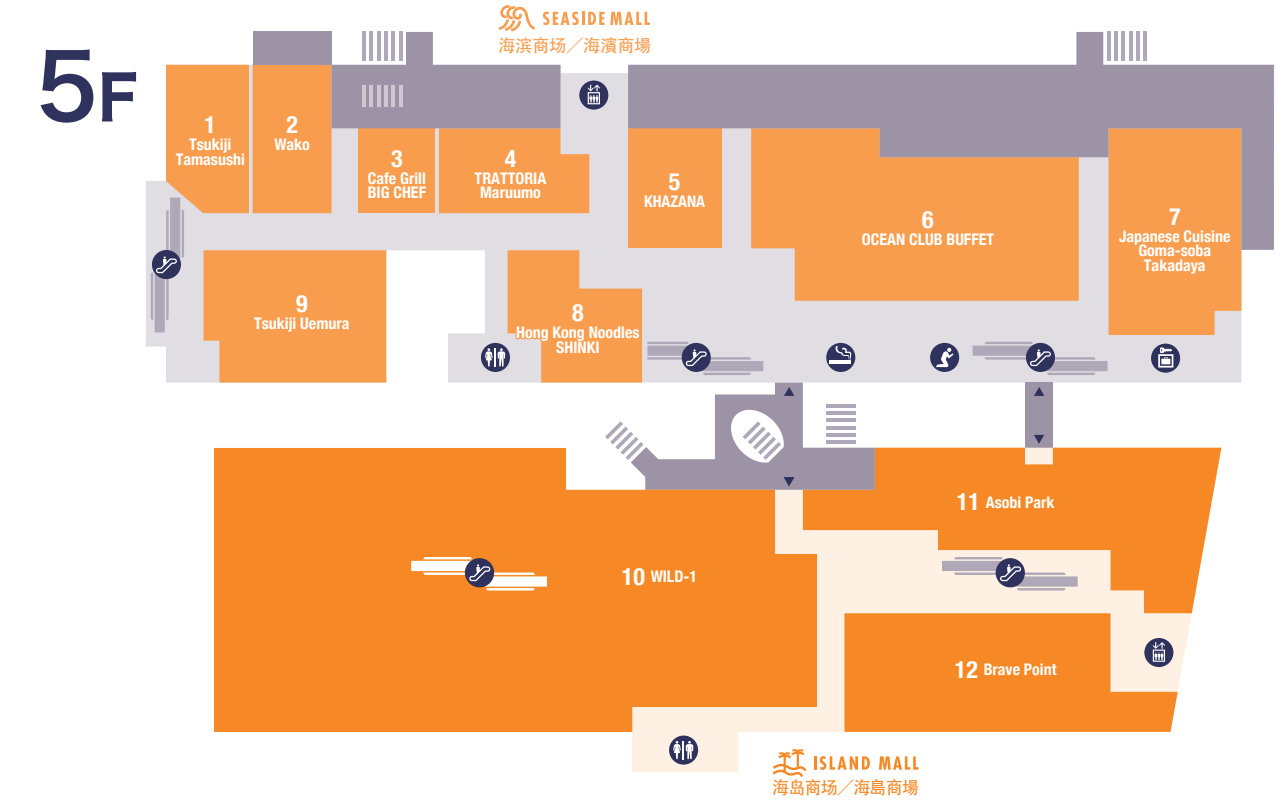 SEASIDE MALL
海滨商场／海濱商場
5F
1
Tsukiji
Tamasushi
2
Wako
3
Cafe Grill
BIG CHEF
4
TRATTORIA
Maruumo
5
KHAZANA
6
OCEAN CLUB BUFFET
7
Japanese Cuisine
Goma-soba
Takadaya
9
Tsukiji Uemura
8
Hong Kong Noodles
SHINKI
11 Asobi Park
10 WILD-1
12 Brave Point
ISLAND MALL
海岛商场／海島商場